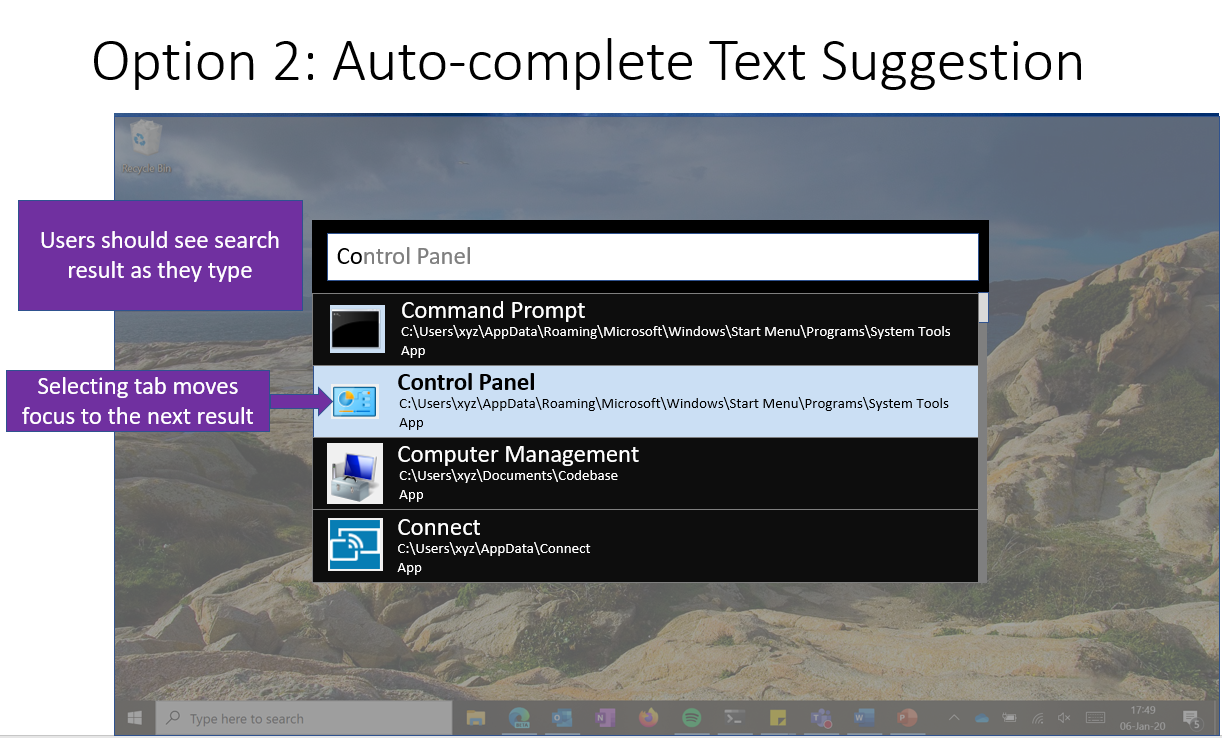 Option 2: Auto-complete Text Suggestion
Recycle Bin
Users should see search
result as they type
Control Panel
Command Prompt
C:\Users\xyz\AppData\Roaming\Microsoft\Windows\Start Menu\Programs\System Tools
App
Selecting tab moves
focus to the next result
Control Panel
C:\Users\xyz\AppData\Roaming\Microsoft\Windows\Start Menu\Programs\System Tools
App
Computer Management
C:\Users\xyz\Documents\Codebase
App
Connect
C:\Users\xyz\AppData\Connect
App
Type here to search
17:49
06-Jan-20
5